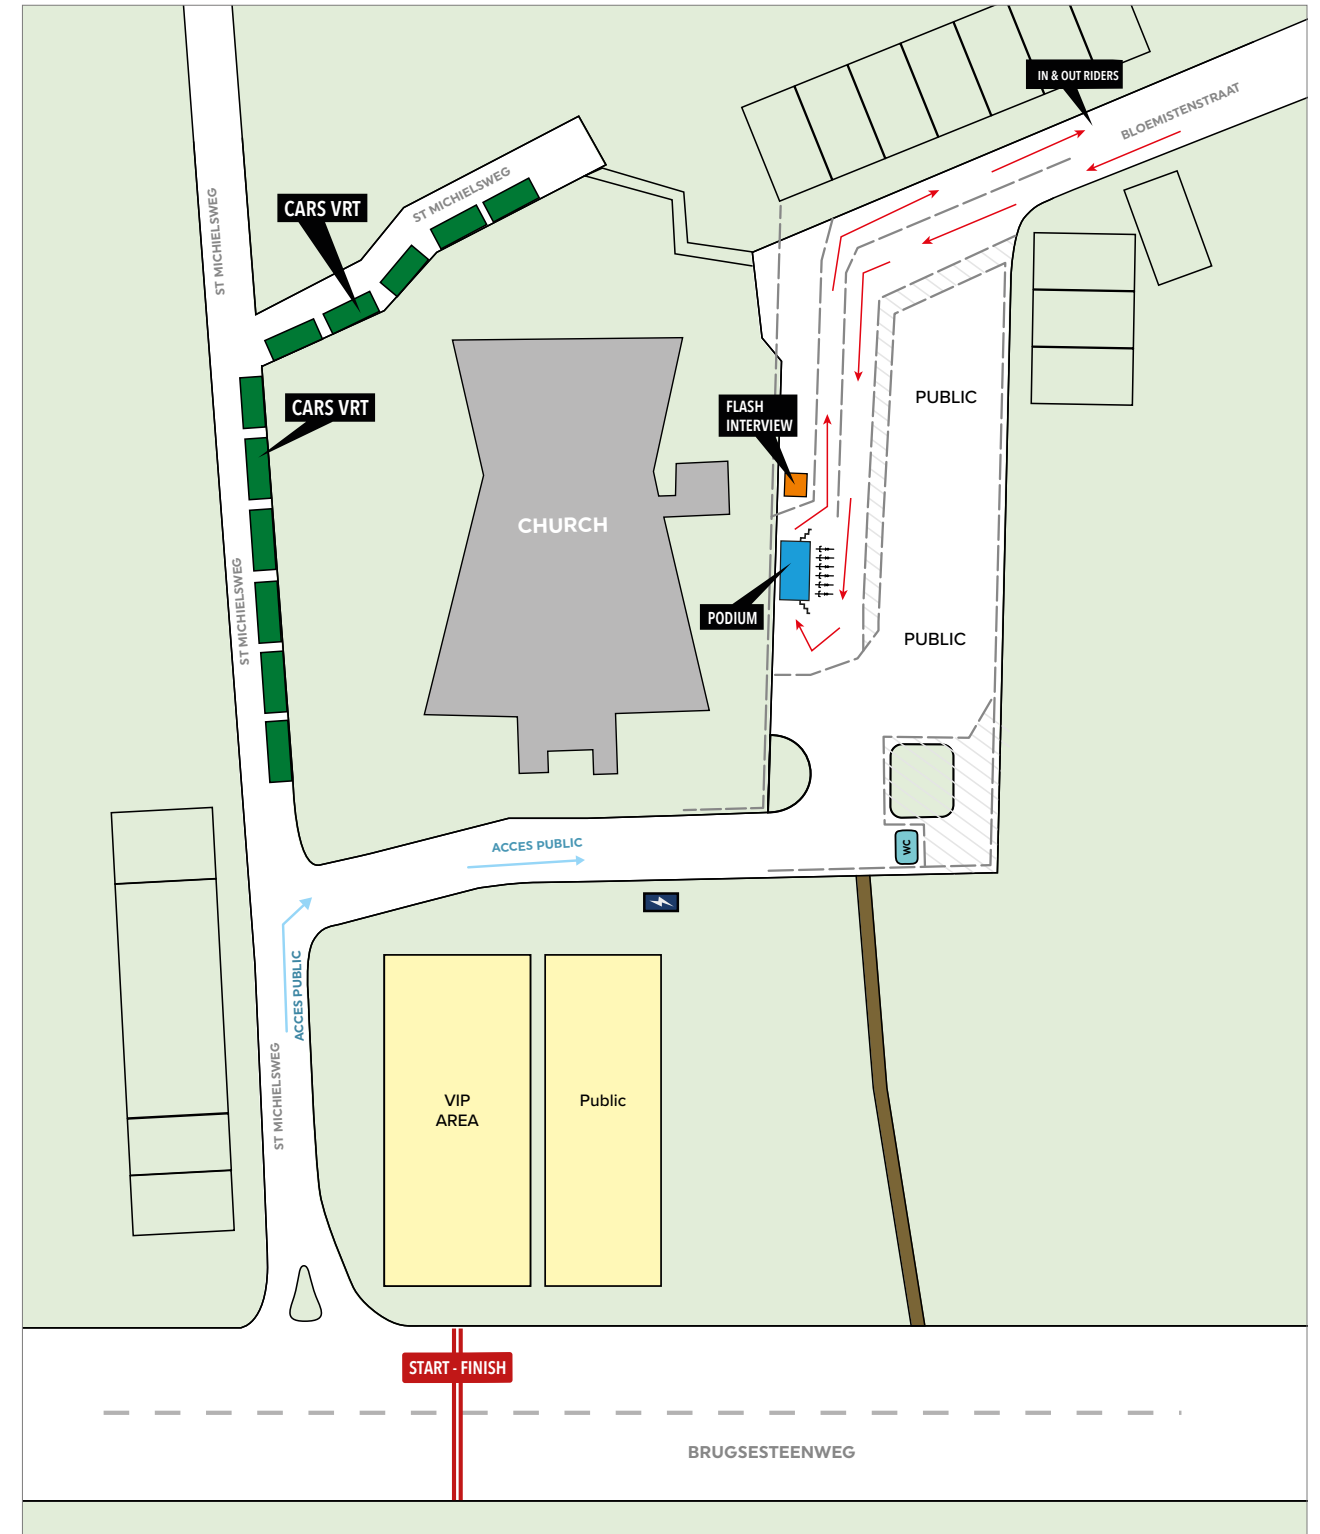 IN & OUT RIDERS
BLOEMISTENSTRAAT
ST MICHIELSWEG
ST MICHIELSWEG
CARS VRT
CARS VRT
FLASH
INTERVIEW
PUBLIC
CHURCH
PODIUM
PUBLIC
ST MICHIELSWEG
ACCES PUBLIC
WC
ACCES PUBLIC
ST MICHIELSWEG
VIP
AREA
Public
START - FINISH
BRUGSESTEENWEG